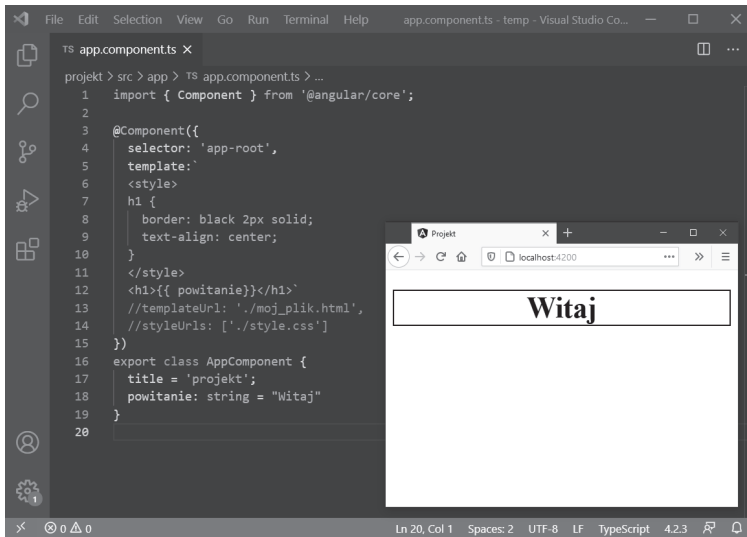 File Edit Selection View Go Run Terminal Help app.component.ts - temp - Visual Studio Co...
TS app.component.ts ×
projekt > src > app > TS app.component.ts > ...
1 import { Component } from '@angular/core';
2
3 @Component({
4 selector: 'app-root',
5 template:`
6 <style>
7 h1 {
8 border: black 2px solid;
9 text-align: center;
10 }
11 </style>
12 <h1>{{ powitanie}}</h1>`
13 //templateUrl: './moj_plik.html',
14 //styleUrls: ['./style.css']
15 })
16 export class AppComponent {
17 title = 'projekt';
18 powitanie: string = "Witaj"
19 }
20
Projekt
localhost:4200
Witaj
1
0 0
Ln 20, Col 1 Spaces: 2 UTF-8 LF TypeScript 4.2.3